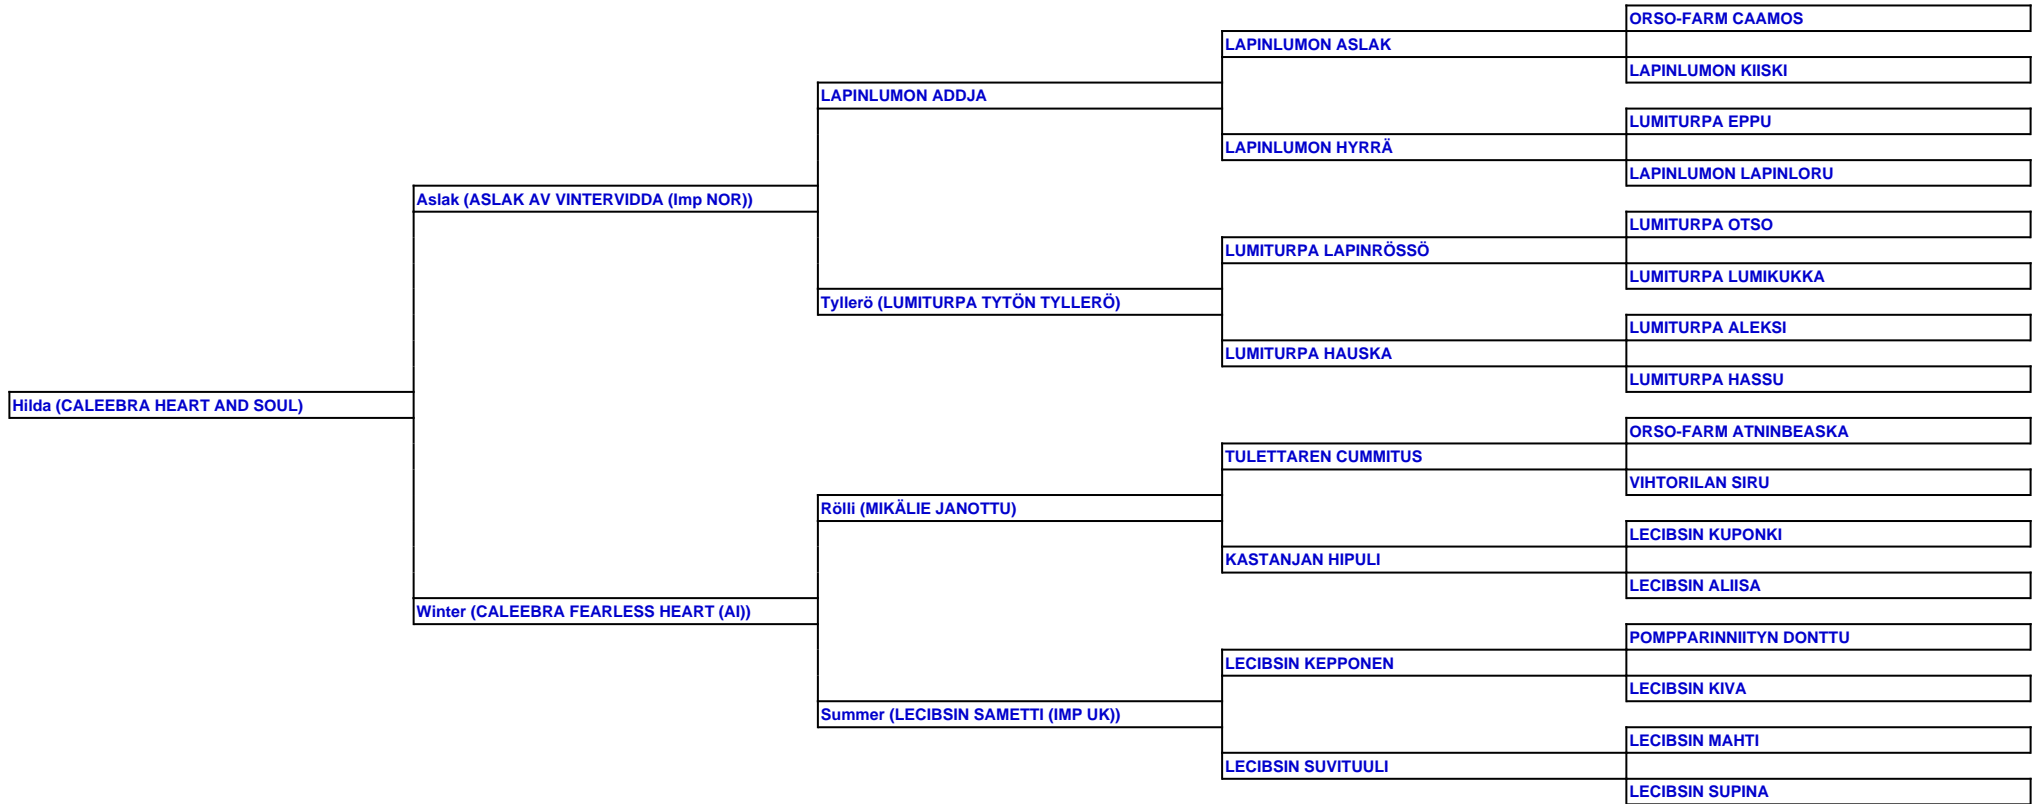 ORSO-FARM CAAMOS
LAPINLUMON ASLAK
LAPINLUMON KIISKI
LAPINLUMON ADDJA
LUMITURPA EPPU
LAPINLUMON HYRRÄ
LAPINLUMON LAPINLORU
Aslak (ASLAK AV VINTERVIDDA (Imp NOR))
LUMITURPA OTSO
LUMITURPA LAPINRÖSSÖ
LUMITURPA LUMIKUKKA
Tyllerö (LUMITURPA TYTÖN TYLLERÖ)
LUMITURPA ALEKSI
LUMITURPA HAUSKA
LUMITURPA HASSU
Hilda (CALEEBRA HEART AND SOUL)
ORSO-FARM ATNINBEASKA
TULETTAREN CUMMITUS
VIHTORILAN SIRU
Rölli (MIKÄLIE JANOTTU)
LECIBSIN KUPONKI
KASTANJAN HIPULI
LECIBSIN ALIISA
Winter (CALEEBRA FEARLESS HEART (AI))
POMPPARINNIITYN DONTTU
LECIBSIN KEPPONEN
LECIBSIN KIVA
Summer (LECIBSIN SAMETTI (IMP UK))
LECIBSIN MAHTI
LECIBSIN SUVITUULI
LECIBSIN SUPINA